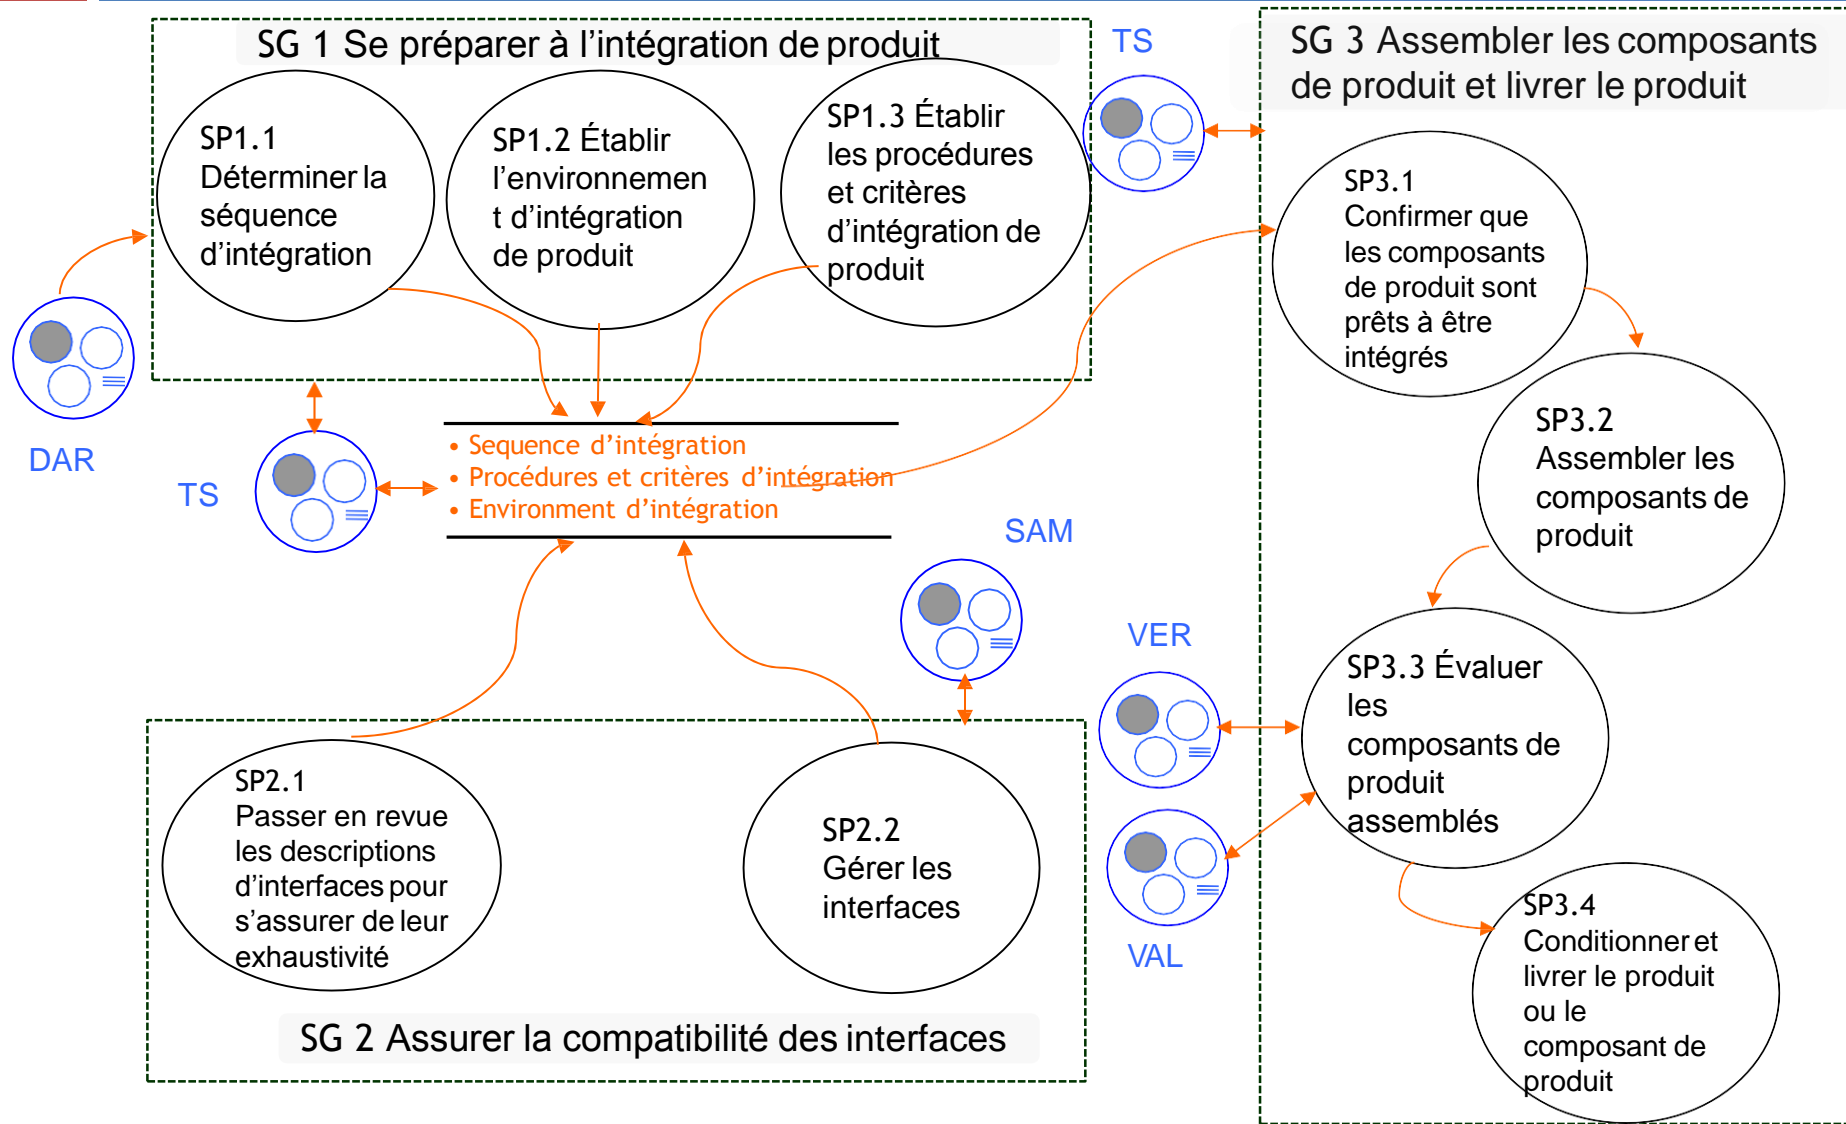 SG 1 Se préparer à l’intégration de produit
SP1.1
Déterminer la
séquence
d’intégration
SP1.2 Établir
l’environnemen
t d’intégration
de produit
SP1.3 Établir
les procédures
et critères
d’intégration de
produit
TS
SG 3 Assembler les composants
de produit et livrer le produit
SP3.1
Confirmer que
les composants
de produit sont
prêts à être
intégrés
DAR
TS
• Sequence d’intégration
• Procédures et critères d’intégration
• Environment d’intégration
SAM
SP3.2
Assembler les
composants de
produit
VER
SP3.3 Évaluer
les
composants de
produit
assemblés
VAL
SP2.1
Passer en revue
les descriptions
d’interfaces pour
s’assurer de leur
exhaustivité
SP2.2
Gérer les
interfaces
SG 2 Assurer la compatibilité des interfaces
SP3.4
Conditionner et
livrer le produit
ou le
composant de
produit